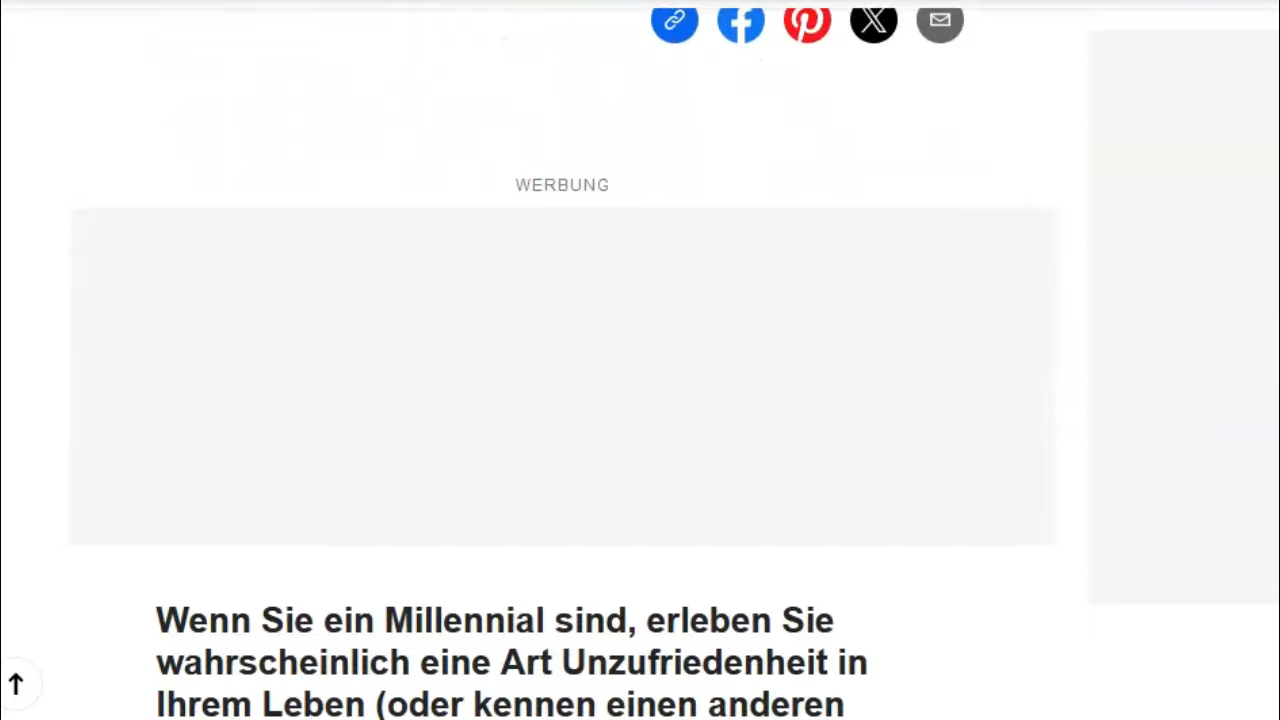 WERBUNG
Wenn Sie ein Millennial sind, erleben Sie
wahrscheinlich eine Art Unzufriedenheit in
Ihrem Leben (oder kennen einen anderen